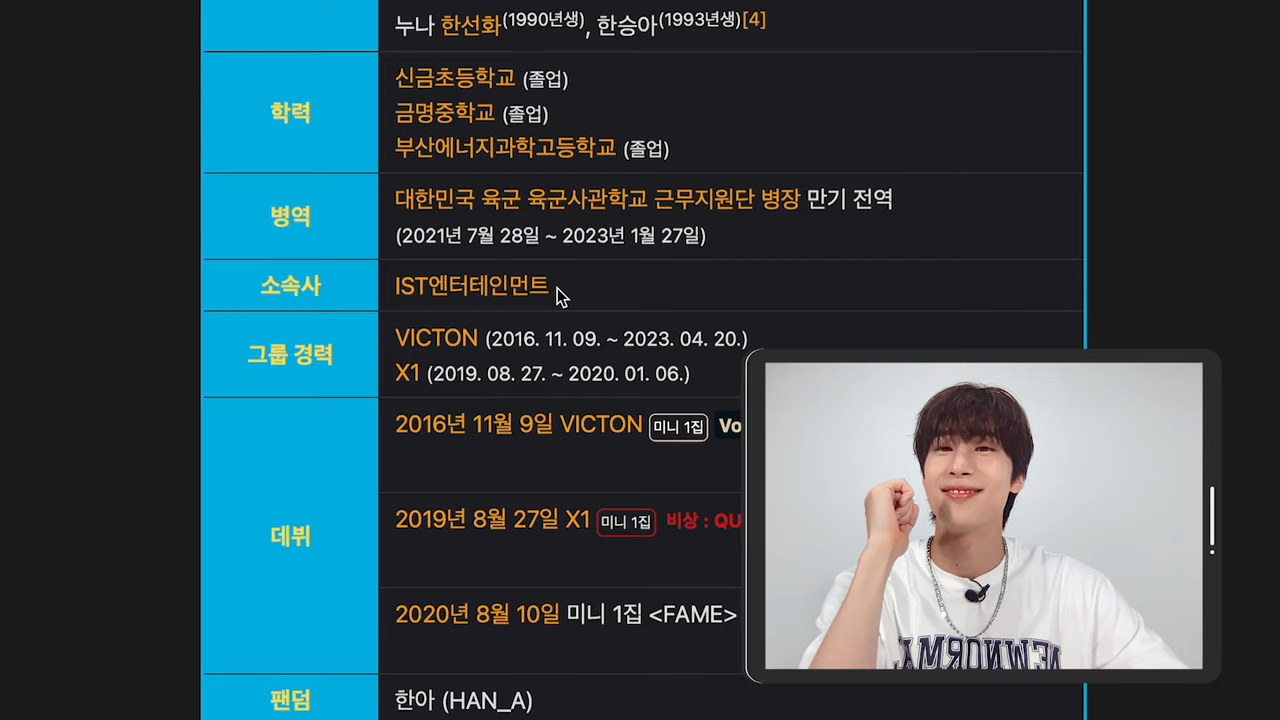 누나 한선화(1990년생), 한승아(1993년생)[4]
학력
신금초등학교 (졸업)
금명중학교 (졸업)
부산에너지과학고등학교 (졸업)
병역
대한민국 육군 육군사관학교 근무지원단 병장 만기 전역
(2021년 7월 28일 ~ 2023년 1월 27일)
소속사
IST엔터테인먼트
그룹 경력
VICTON (2016. 11. 09. ~ 2023. 04. 20.)
X1 (2019. 08. 27. ~ 2020. 01. 06.)
데뷔
2016년 11월 9일 VICTON 미니 1집 Vo
2019년 8월 27일 X1 미니 1집 비상 : QU
2020년 8월 10일 미니 1집 <FAME>
팬덤
한아 (HAN_A)
NEWNORMAL